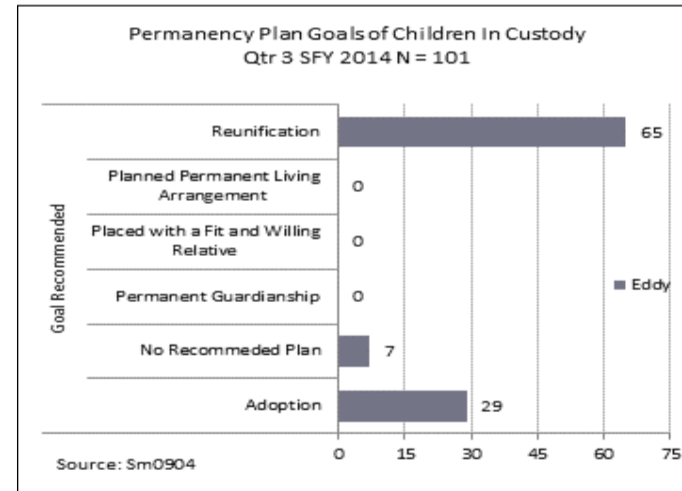 Permanency Plan Goals of Children In Custody
Qtr 3 SFY 2014 N = 101
Goal Recommended
Reunification
65
Planned Permanent Living
Arrangement
0
Placed with a Fit and Willing
Relative
0
Permanent Guardianship
0
No Recommeded Plan
7
Adoption
29
Eddy
0 15 30 45 60 75
Source: Sm0904